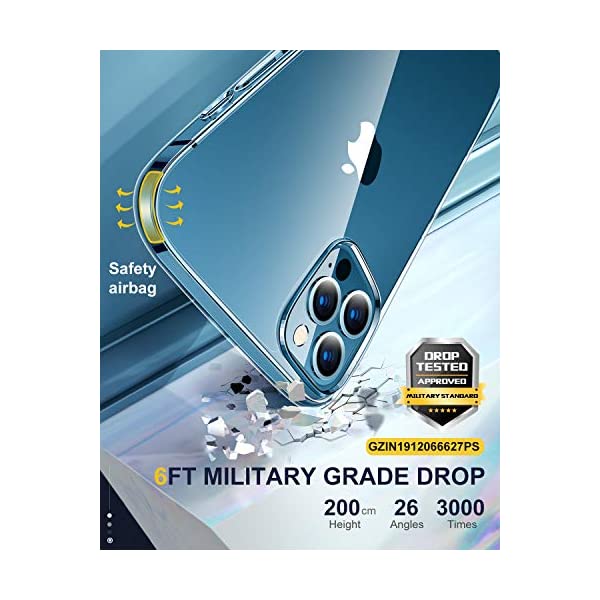 Safety
airbag
DROP
TESTED
APPROVED
MILITARY STANDARD
GZIN1912066627PS
6FT MILITARY GRADE DROP
200cm 26 3000
Height Angles Times